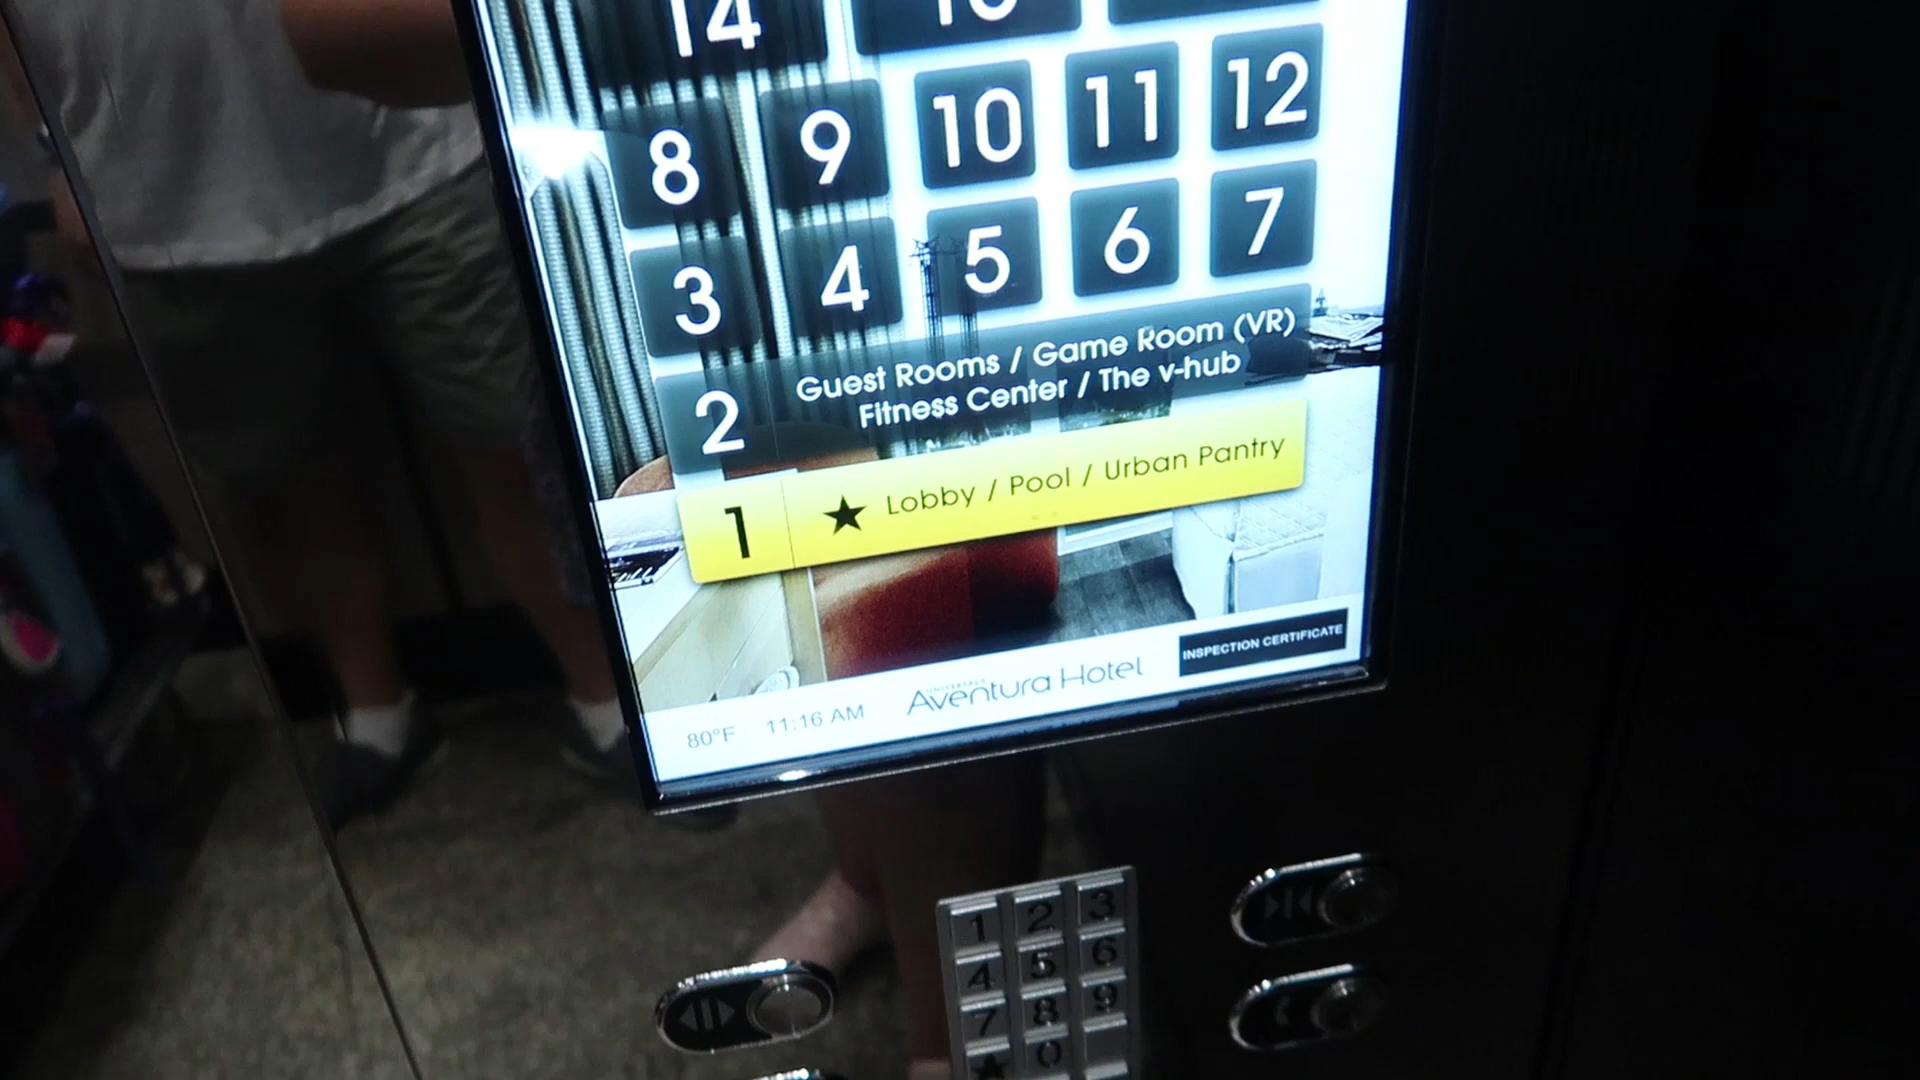 14
8 9 10 11 12
3 4 5 6 7
2 Guest Rooms / Game Room (VR)
Fitness Center / The v-hub
1 ★ Lobby / Pool / Urban Pantry
INSPECTION CERTIFICATE
UNIVERSAL'S
80°F 11:16 AM Aventura Hotel
1 2 3
4 5 6
7 8 9
★ 0